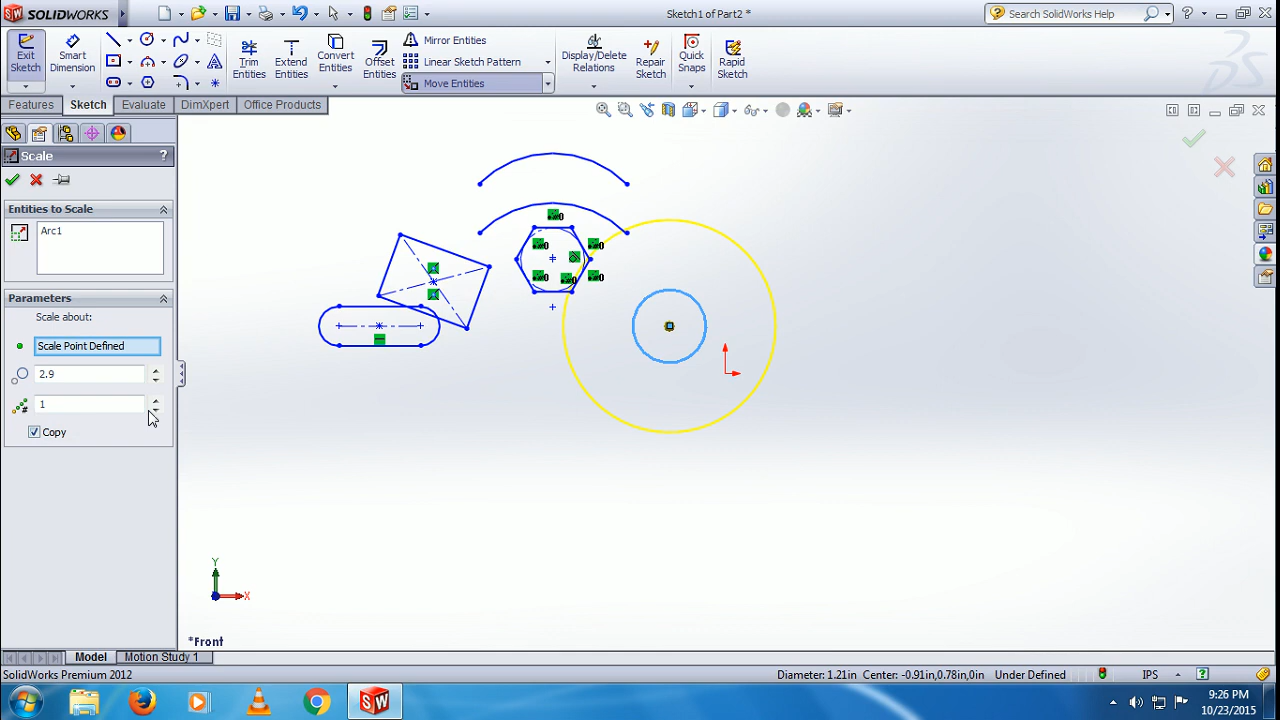 SOLIDWORKS
Sketch1 of Part2 *
Search SolidWorks Help
Exit Sketch
Smart Dimension
Trim Entities
Extend Entities
Convert Entities
Offset Entities
Mirror Entities
Linear Sketch Pattern
Move Entities
Display/Delete Relations
Repair Sketch
Quick Snaps
Rapid Sketch
Features
Sketch
Evaluate
DimXpert
Office Products
Scale
?
Entities to Scale
Arc1
Parameters
Scale about:
Scale Point Defined
2.9
1
Copy
Y
X
*Front
Model
Motion Study 1
SolidWorks Premium 2012
Diameter: 1.21in
Center: -0.91in,0.78in,0in
Under Defined
IPS
9:26 PM
10/23/2015